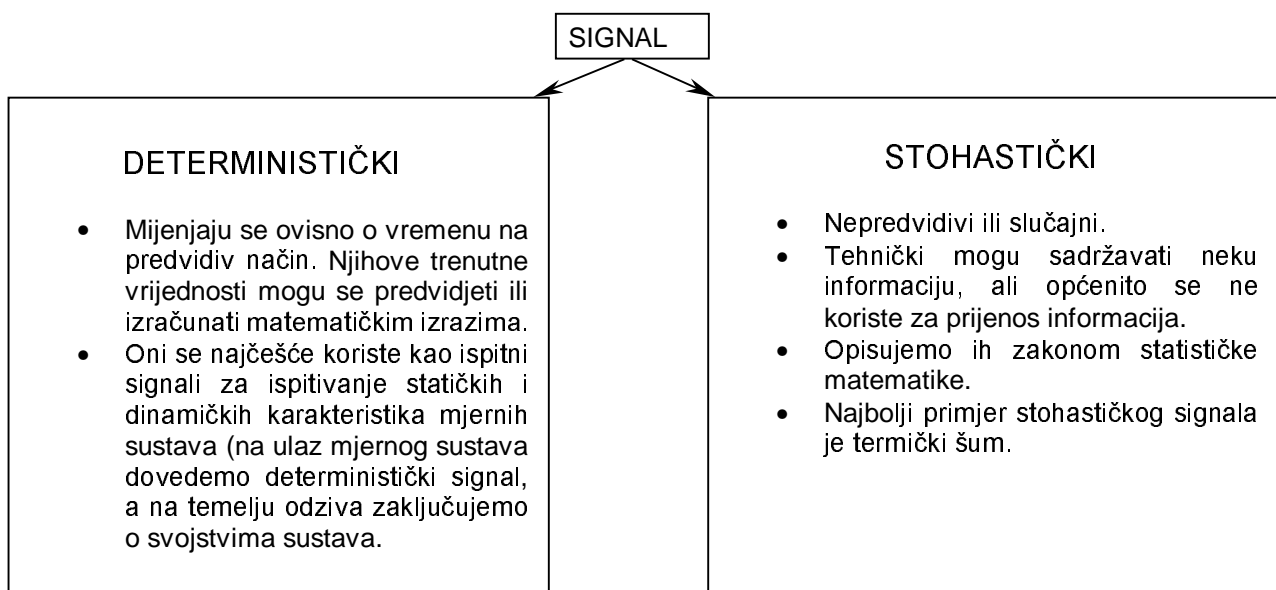 SIGNAL
DETERMINISTIČKI
• Mijenjaju se ovisno o vremenu na
predvidiv način. Njihove trenutne
vrijednosti mogu se predvidjeti ili
izračunati matematičkim izrazima.
• Oni se najčešće koriste kao ispitni
signali za ispitivanje statičkih i
dinamičkih karakteristika mjernih
sustava (na ulaz mjernog sustava
dovedemo deterministički signal,
a na temelju odziva zaključujemo
o svojstvima sustava.
STOHASTIČKI
• Nepredvidivi ili slučajni.
• Tehnički mogu sadržavati neku
informaciju, ali općenito se ne
koriste za prijenos informacija.
• Opisujemo ih zakonom statističke
matematike.
• Najbolji primjer stohastičkog signala
je termički šum.